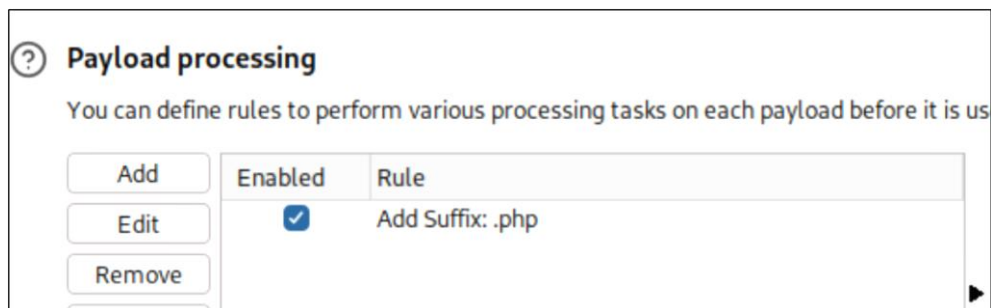 Payload processing
You can define rules to perform various processing tasks on each payload before it is us
Add
Enabled
Rule
Edit
Add Suffix: .php
Remove